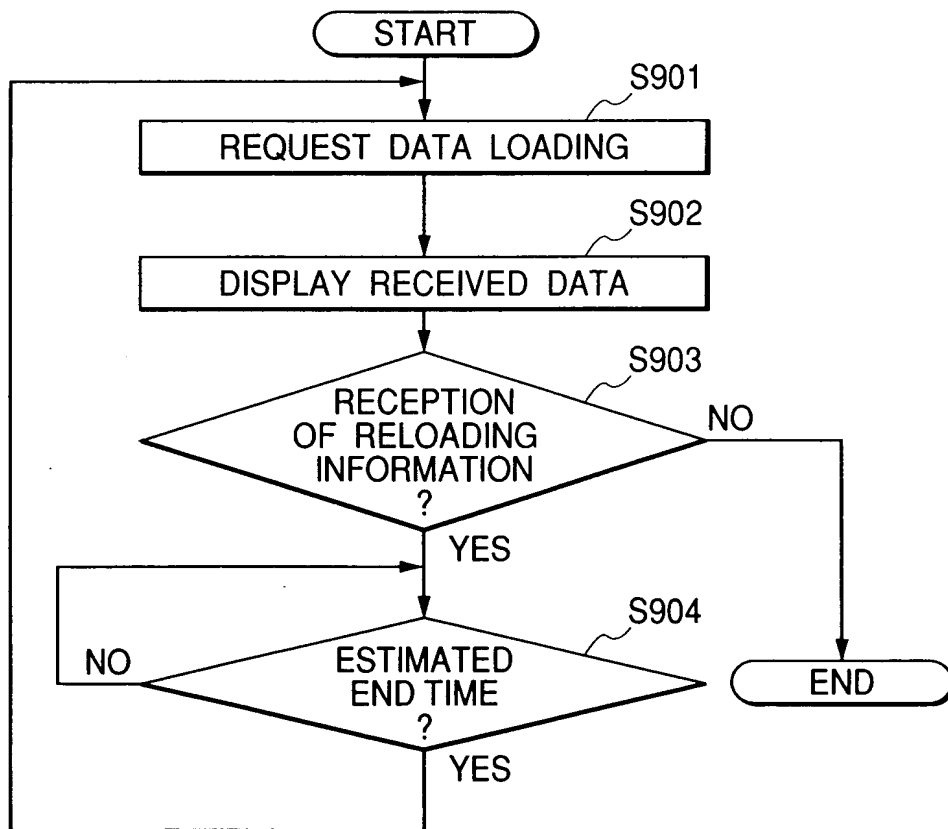 START
S901
REQUEST DATA LOADING
S902
DISPLAY RECEIVED DATA
S903
RECEPTION
OF RELOADING
INFORMATION
?
NO
YES
S904
NO
ESTIMATED
END TIME
?
END
YES